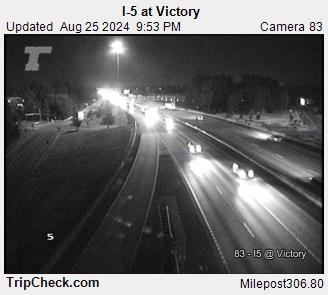 I-5 at Victory
Updated Aug 25 2024 9:53 PM Camera 83
T
S
83 - I5 @ Victory
TripCheck.com Milepost306.80